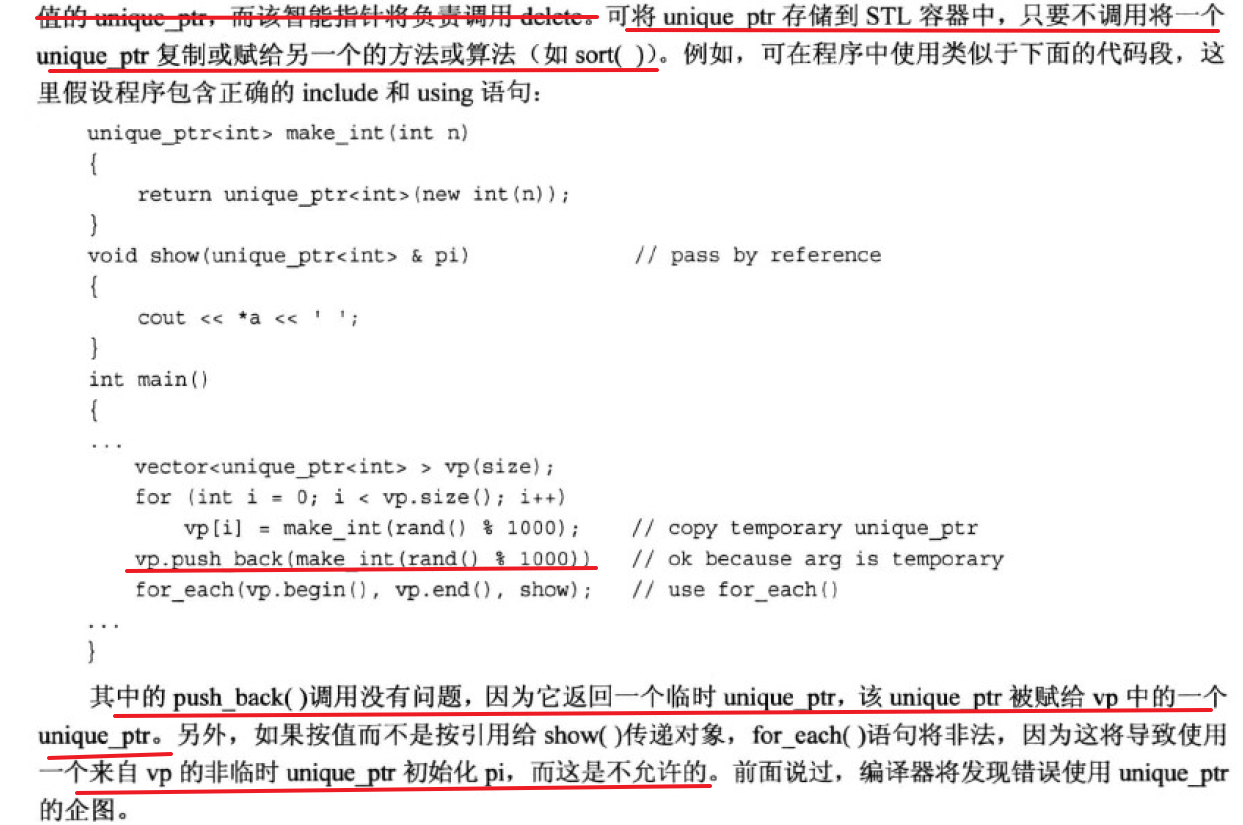 值的 unique_ptr，而该智能指针将负责调用 delete。可将 unique_ptr 存储到 STL 容器中，只要不调用将一个
unique_ptr 复制或赋给另一个的方法或算法（如 sort( )）。例如，可在程序中使用类似于下面的代码段，这
里假设程序包含正确的 include 和 using 语句：
unique_ptr<int> make_int(int n)
{
return unique_ptr<int>(new int(n));
}
void show(unique_ptr<int> & pi) // pass by reference
{
cout << *a << ' ';
}
int main()
{
...
vector<unique_ptr<int> > vp(size);
for (int i = 0; i < vp.size(); i++)
vp[i] = make_int(rand() % 1000); // copy temporary unique_ptr
vp.push_back(make_int(rand() % 1000)) // ok because arg is temporary
for_each(vp.begin(), vp.end(), show); // use for_each()
...
}
其中的 push_back( )调用没有问题，因为它返回一个临时 unique_ptr，该 unique_ptr 被赋给 vp 中的一个
unique_ptr。另外，如果按值而不是按引用给 show( )传递对象，for_each( )语句将非法，因为这将导致使用
一个来自 vp 的非临时 unique_ptr 初始化 pi，而这是不允许的。前面说过，编译器将发现错误使用 unique_ptr
的企图。